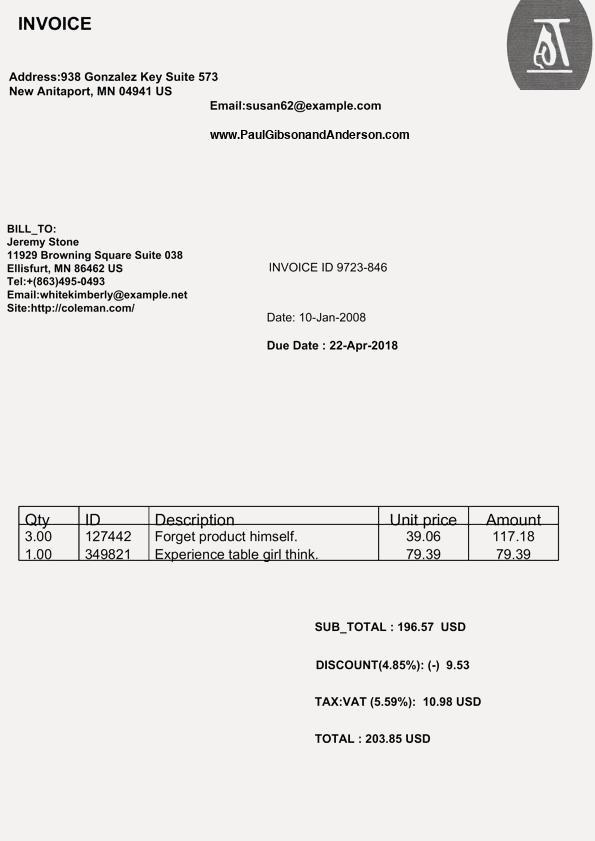 INVOICE
Address:938 Gonzalez Key Suite 573
New Anitaport, MN 04941 US
Email:susan62@example.com
www.PaulGibsonandAnderson.com
BILL_TO:
Jeremy Stone
11929 Browning Square Suite 038
Ellisfurt, MN 86462 US
Tel:+(863)495-0493
Email:whitekimberly@example.net
Site:http://coleman.com/
INVOICE ID 9723-846
Date: 10-Jan-2008
Due Date : 22-Apr-2018
Qty ID Description Unit price Amount
3.00 127442 Forget product himself. 39.06 117.18
1.00 349821 Experience table girl think. 79.39 79.39
SUB_TOTAL : 196.57 USD
DISCOUNT(4.85%): (-) 9.53
TAX:VAT (5.59%): 10.98 USD
TOTAL : 203.85 USD